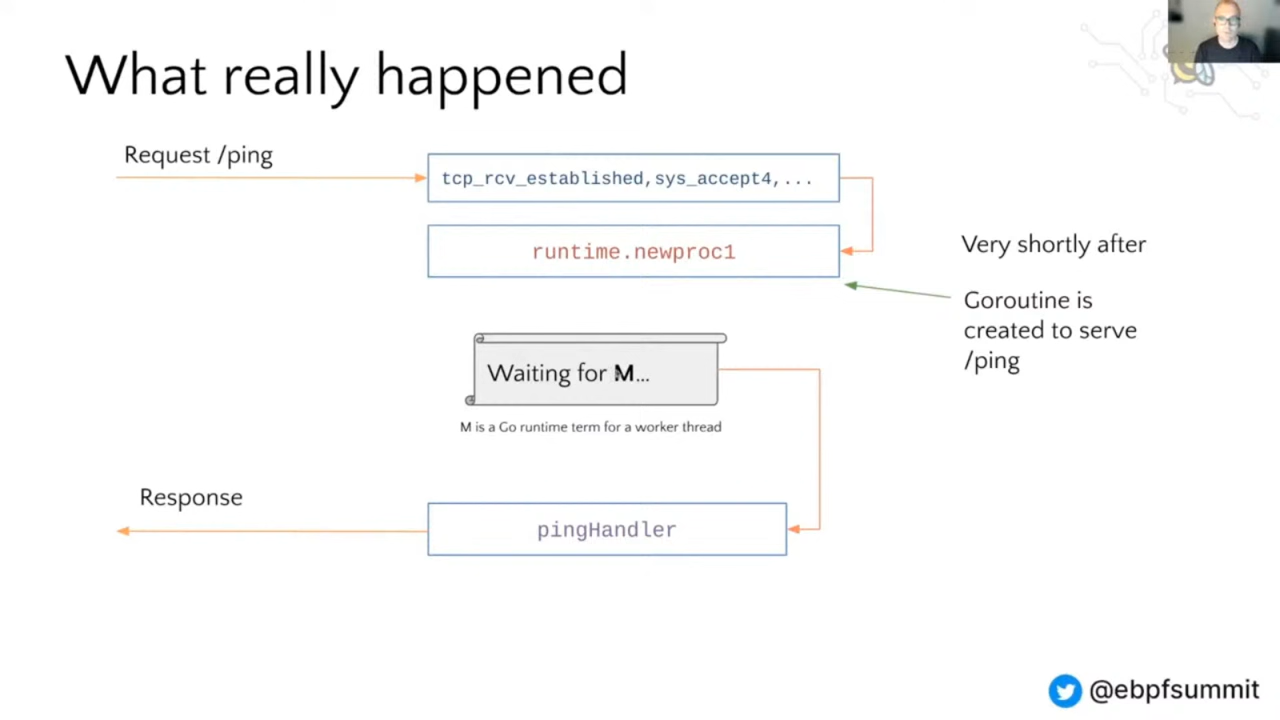 What really happened
Request /ping
tcp_rcv_established,sys_accept4,...
runtime.newproc1
Very shortly after
Goroutine is
created to serve
/ping
Waiting for M...
M is a Go runtime term for a worker thread
Response
pingHandler
@ebpfsummit